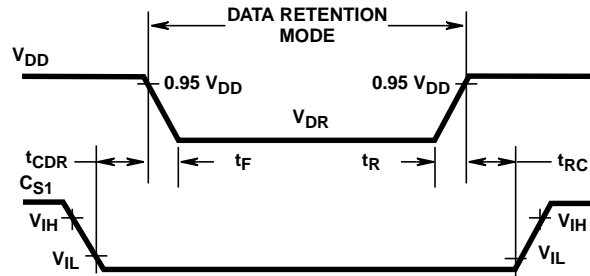 DATA RETENTION
MODE
VDD
0.95 VDD
0.95 VDD
VDR
tCDR
tF
tR
tRC
CS1
VIH
VIH
VIL
VIL